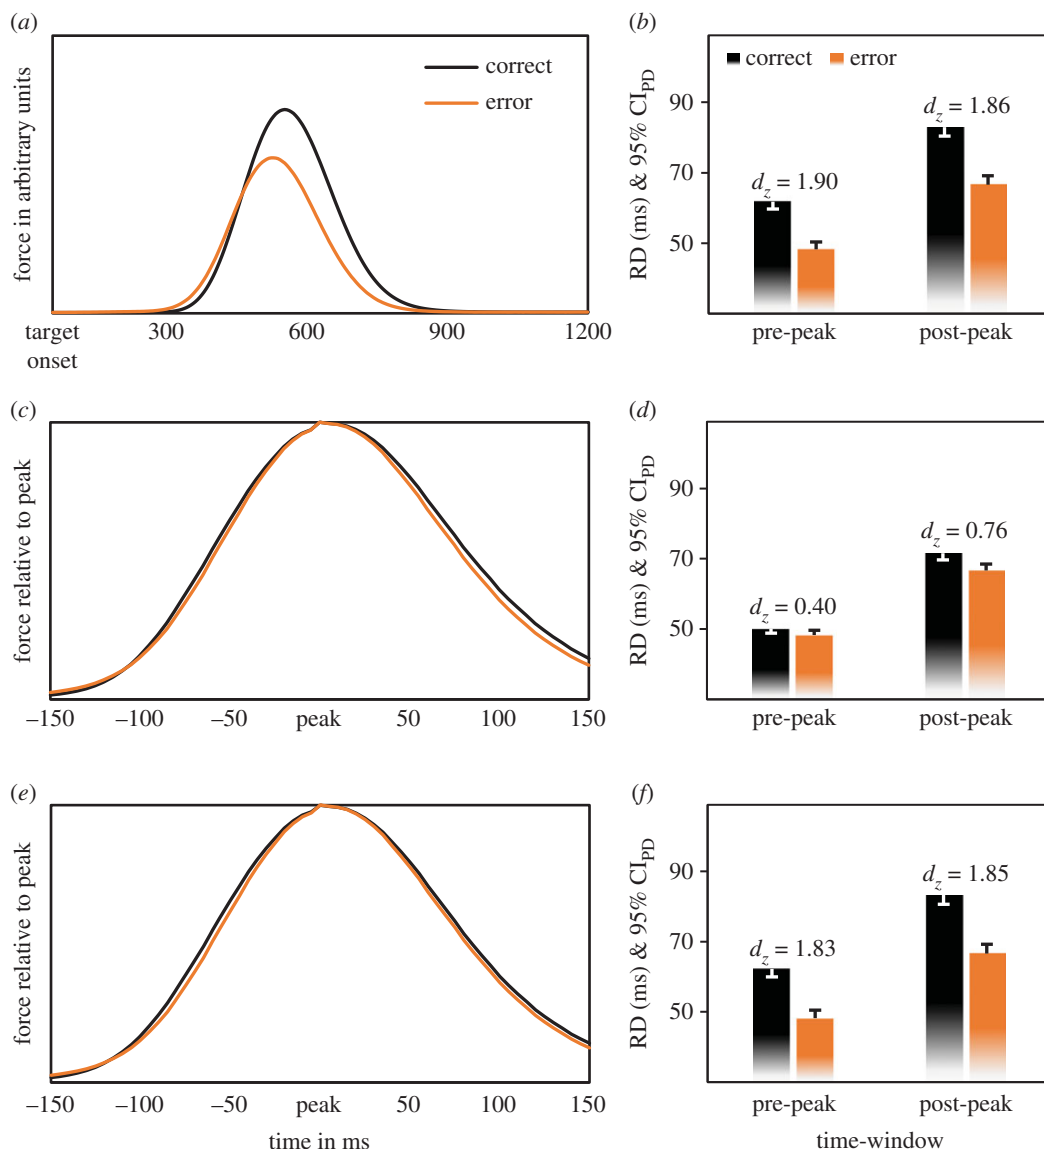 (a)
force in arbitrary units
correct
error
target
onset
300
600
900
1200
(b)
RD (ms) & 95% CI_PD
correct
error
90
70
50
d_z = 1.90
d_z = 1.86
pre-peak
post-peak
(c)
force relative to peak
–150
–100
–50
peak
50
100
150
(d)
RD (ms) & 95% CI_PD
90
70
50
d_z = 0.40
d_z = 0.76
pre-peak
post-peak
(e)
force relative to peak
–150
–100
–50
peak
50
100
150
time in ms
(f)
RD (ms) & 95% CI_PD
90
70
50
d_z = 1.83
d_z = 1.85
pre-peak
post-peak
time-window